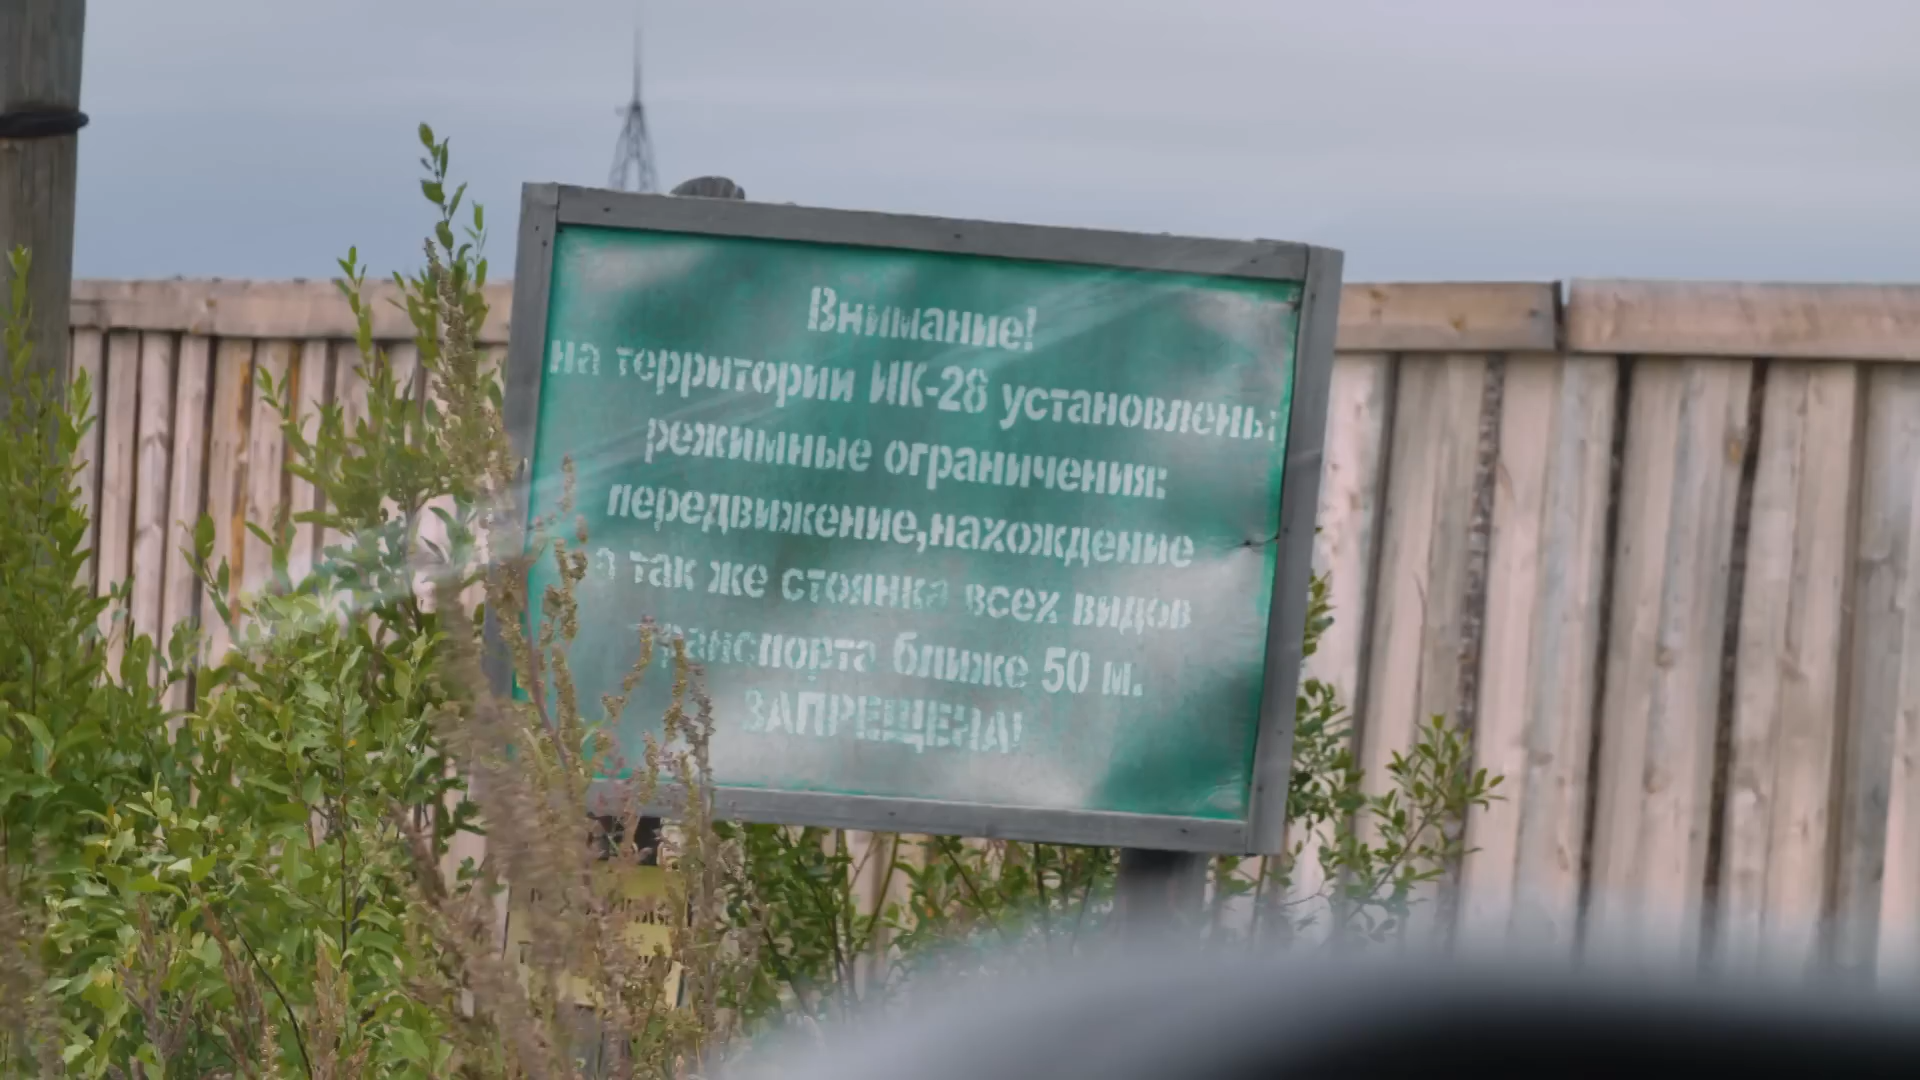 Внимание!
на территории ИК-28 установлены
режимные ограничения:
передвижение,нахождение
а так же стоянка всех видов
транспорта ближе 50 м.
ЗАПРЕЩЕНА!